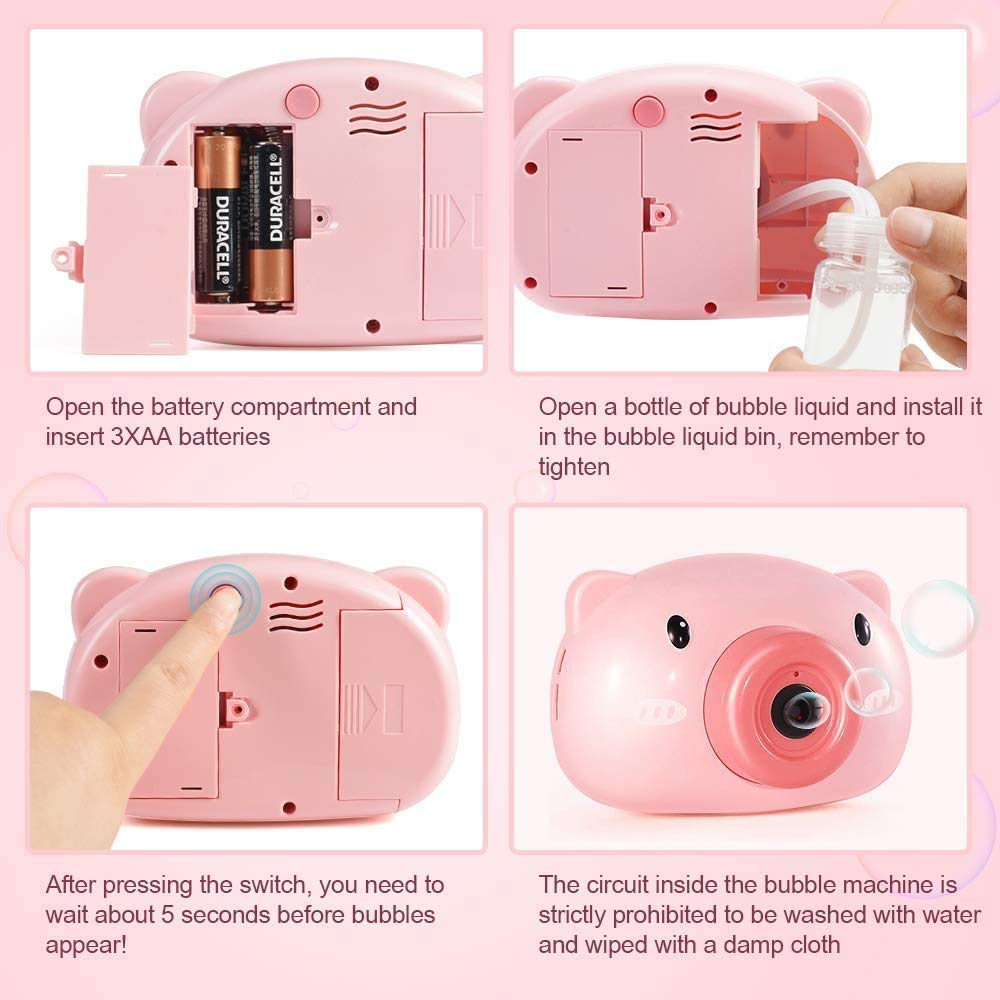 DURACELL®
DURACELL®
Open the battery compartment and
insert 3XAA batteries
Open a bottle of bubble liquid and install it
in the bubble liquid bin, remember to
tighten
After pressing the switch, you need to
wait about 5 seconds before bubbles
appear!
The circuit inside the bubble machine is
strictly prohibited to be washed with water
and wiped with a damp cloth